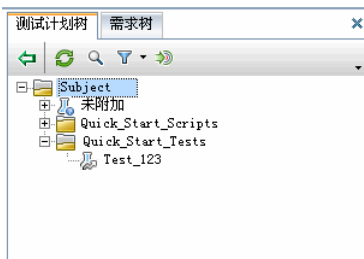 测试计划树 需求树
Subject
未附加
Quick_Start_Scripts
Quick_Start_Tests
Test_123